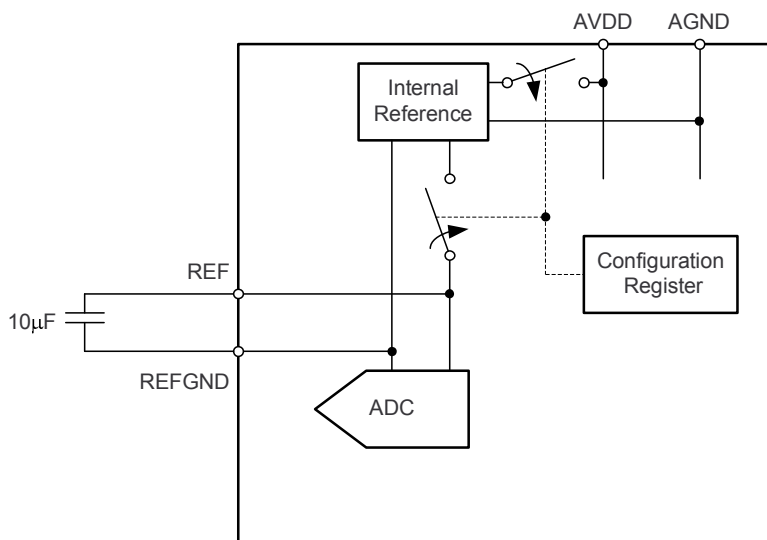 AVDD AGND
Internal
Reference
Configuration
Register
REF
10μF
REFGND
ADC